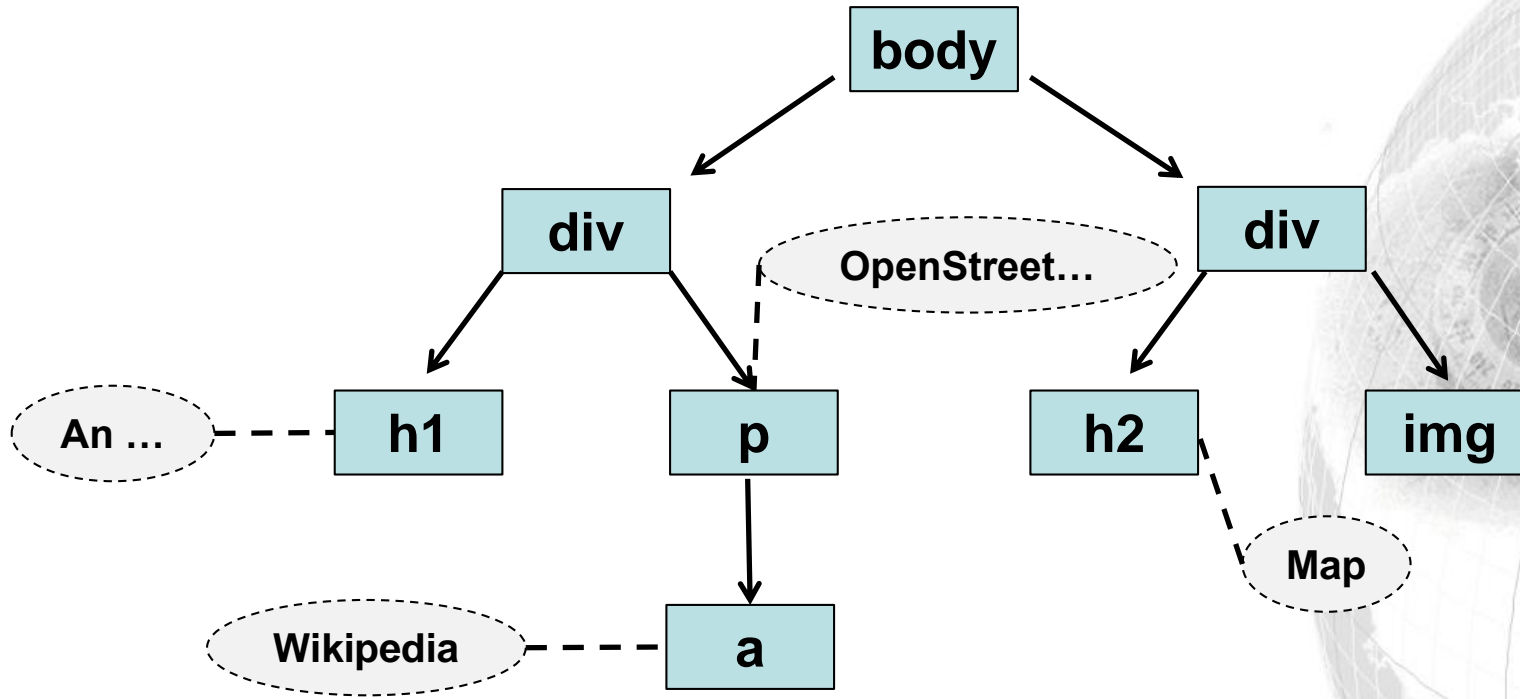 body
div
OpenStreet…
div
An …
h1
p
h2
img
Map
Wikipedia
a